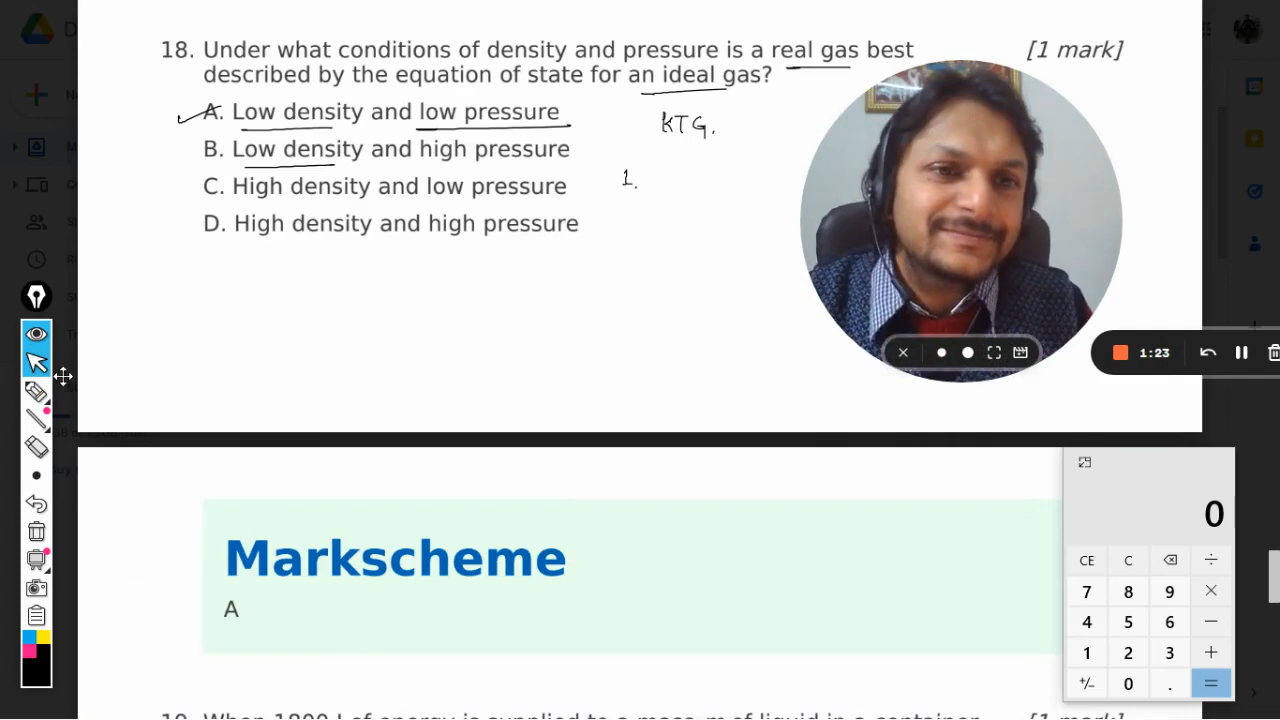 18. Under what conditions of density and pressure is a real gas best [1 mark]
described by the equation of state for an ideal gas?
A. Low density and low pressure
KTG.
B. Low density and high pressure
C. High density and low pressure
1.
D. High density and high pressure
1:23
Markscheme
A
0
CE C ÷
7 8 9 ×
4 5 6 −
1 2 3 +
+/− 0 . =